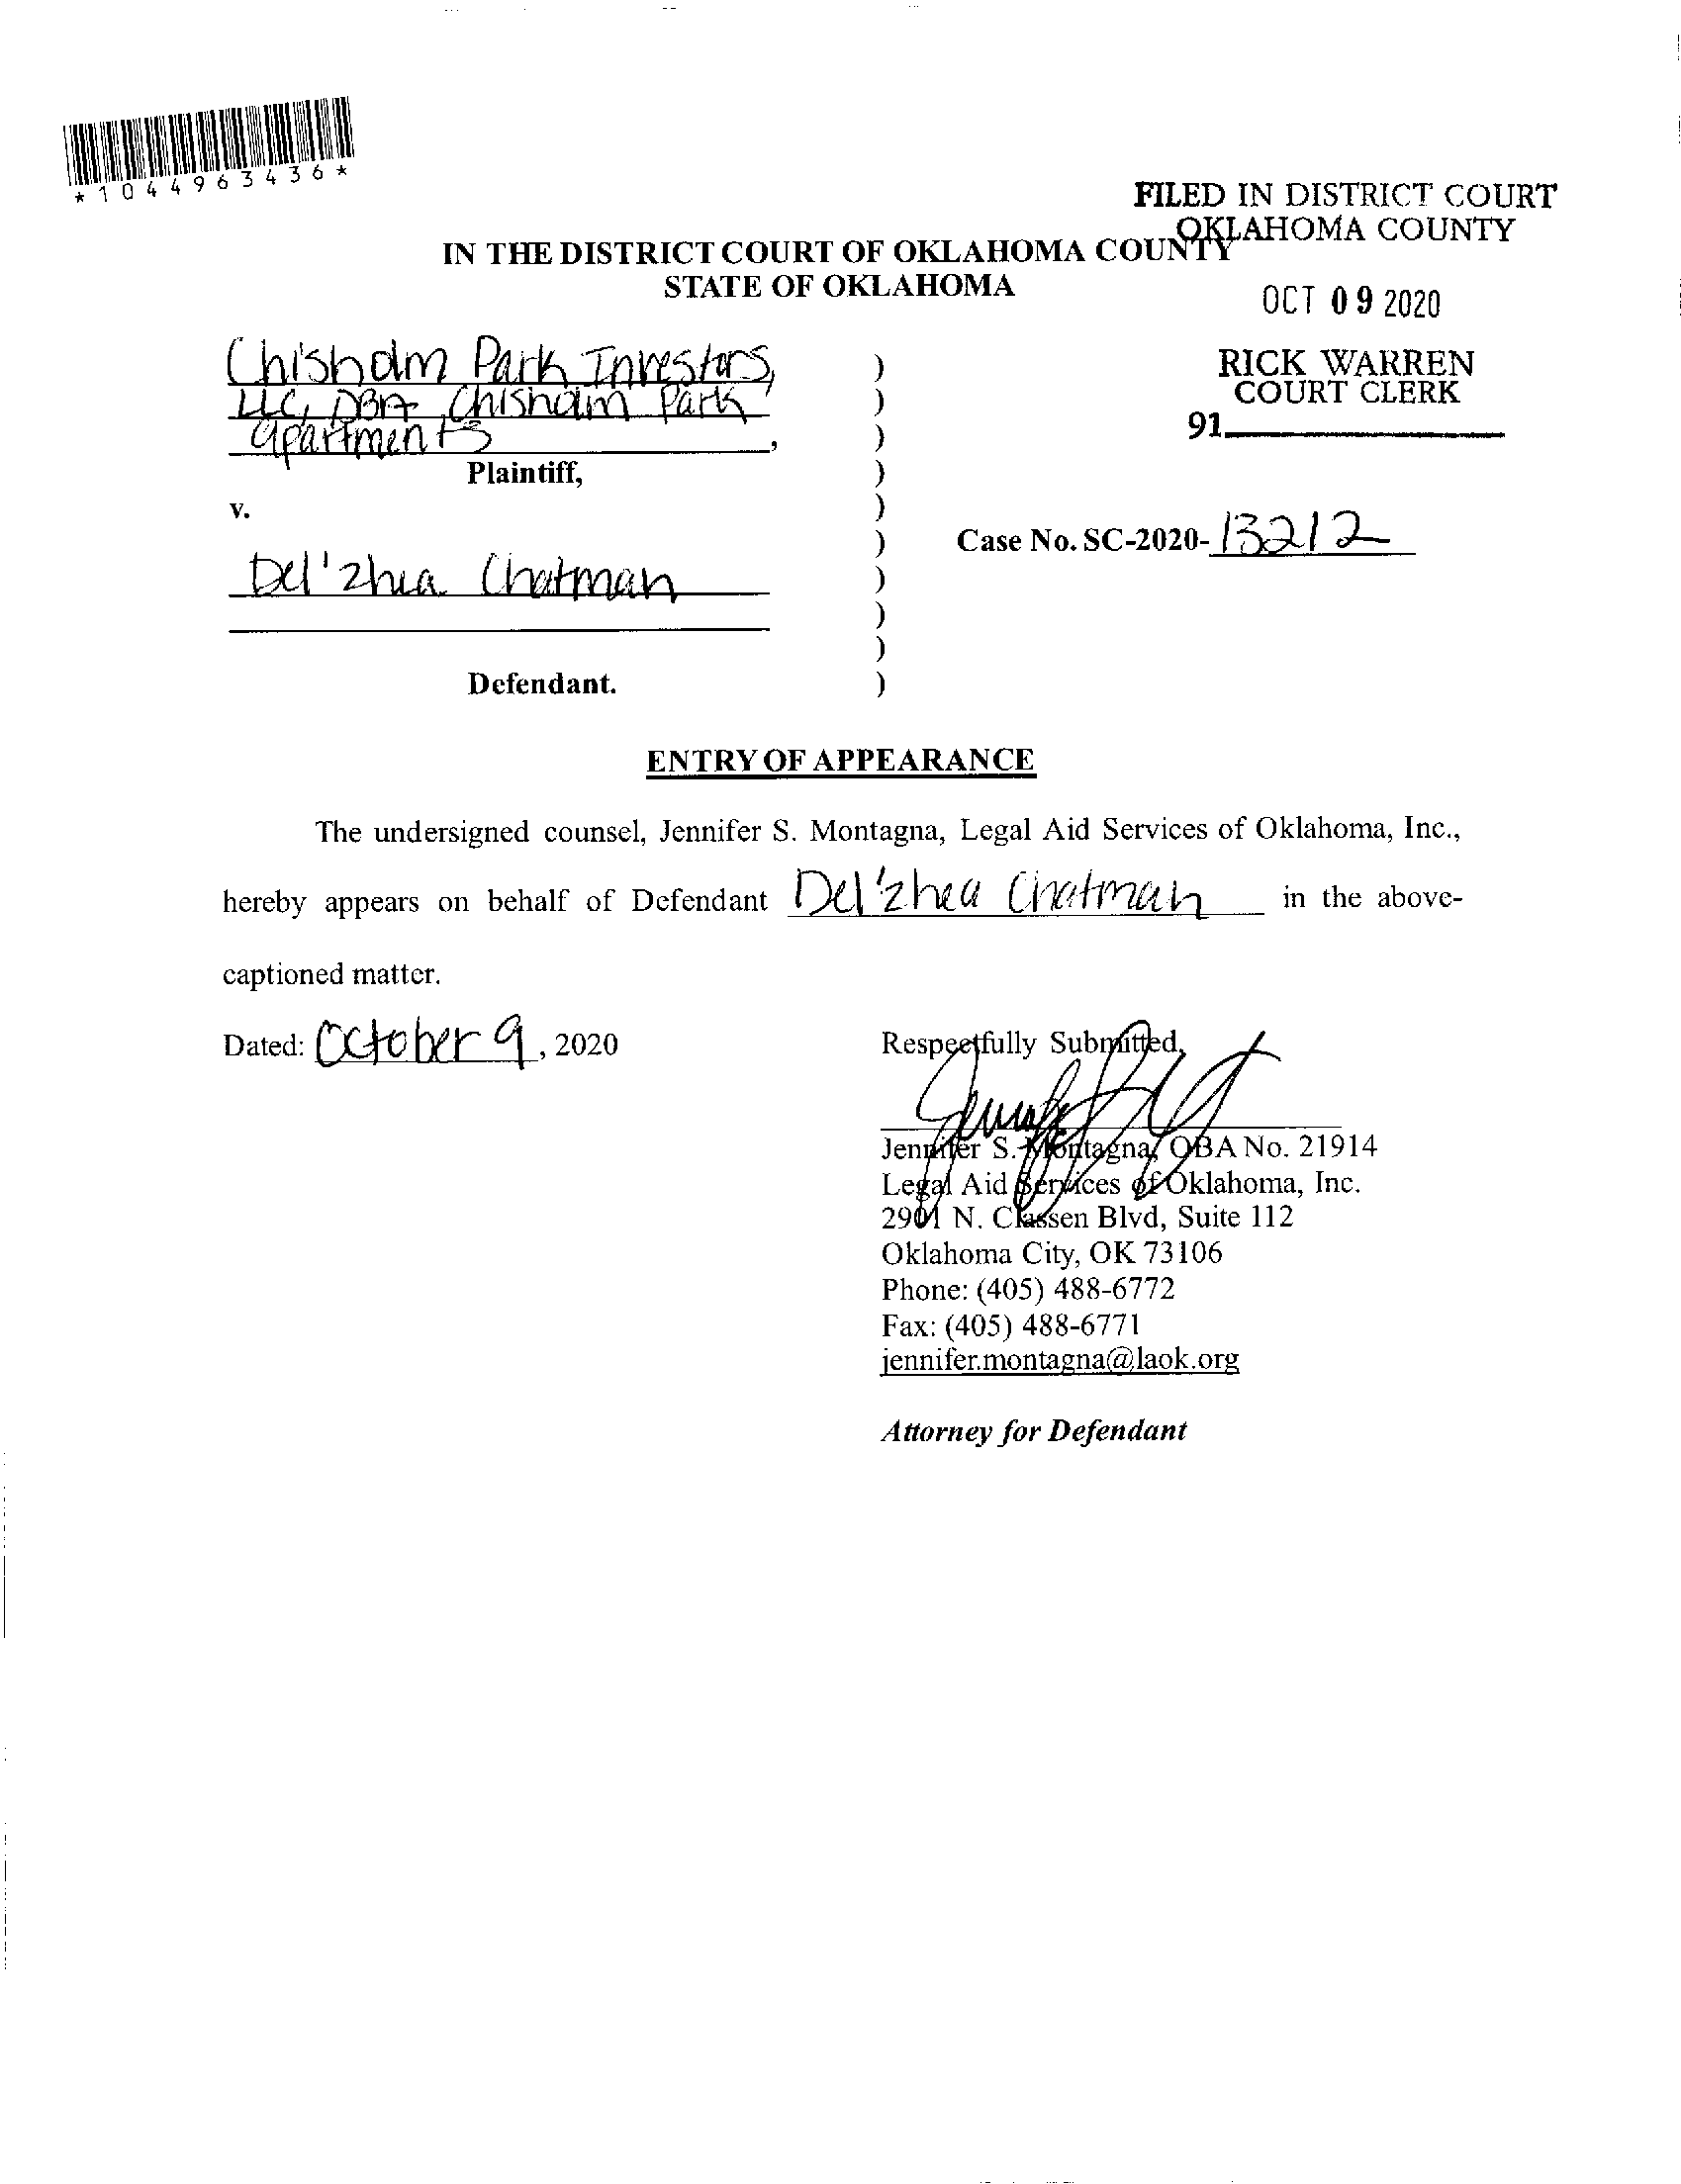 *1044963436*
FILED IN DISTRICT COURT
OKLAHOMA COUNTY
IN THE DISTRICT COURT OF OKLAHOMA COUNTY
STATE OF OKLAHOMA
OCT 09 2020
RICK WARREN
COURT CLERK
91
Chisholm Park Investors,
LLC, DBA Chisholm Park
apartments,
Plaintiff,
v.
Case No. SC-2020-13212
Del'zhea Chatman
Defendant.
ENTRY OF APPEARANCE
The undersigned counsel, Jennifer S. Montagna, Legal Aid Services of Oklahoma, Inc.,
hereby appears on behalf of Defendant Del'zhea Chatman in the above-
captioned matter.
Dated: October 9, 2020
Respectfully Submitted,
Jennifer S. Montagna, OBA No. 21914
Legal Aid Services of Oklahoma, Inc.
2901 N. Classen Blvd, Suite 112
Oklahoma City, OK 73106
Phone: (405) 488-6772
Fax: (405) 488-6771
jennifer.montagna@laok.org
Attorney for Defendant